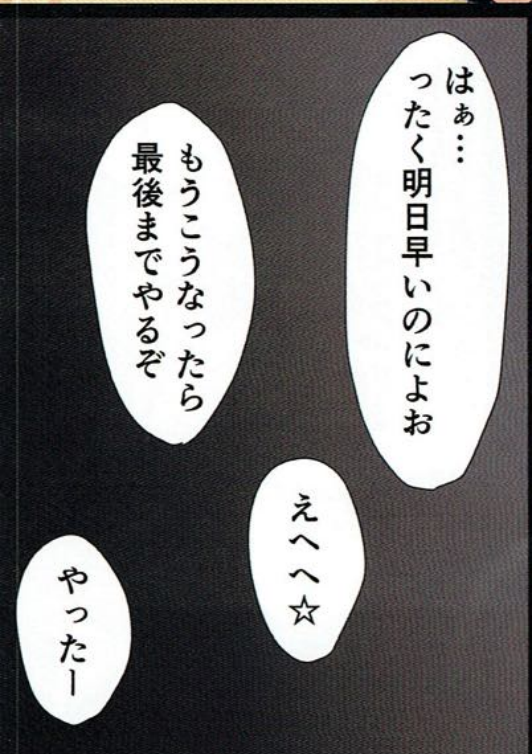 はぁ…
ったく明日早いのによお
もうこうなったら
最後までやるぞ
えへへ☆
やったー